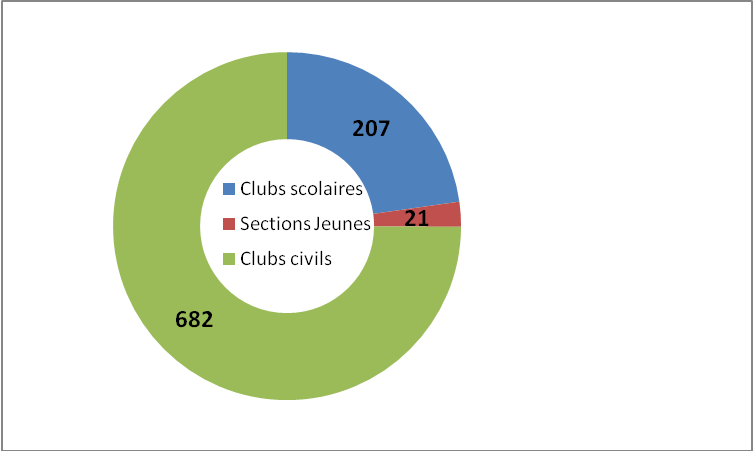 207
Clubs scolaires
Sections Jeunes
21
Clubs civils
682